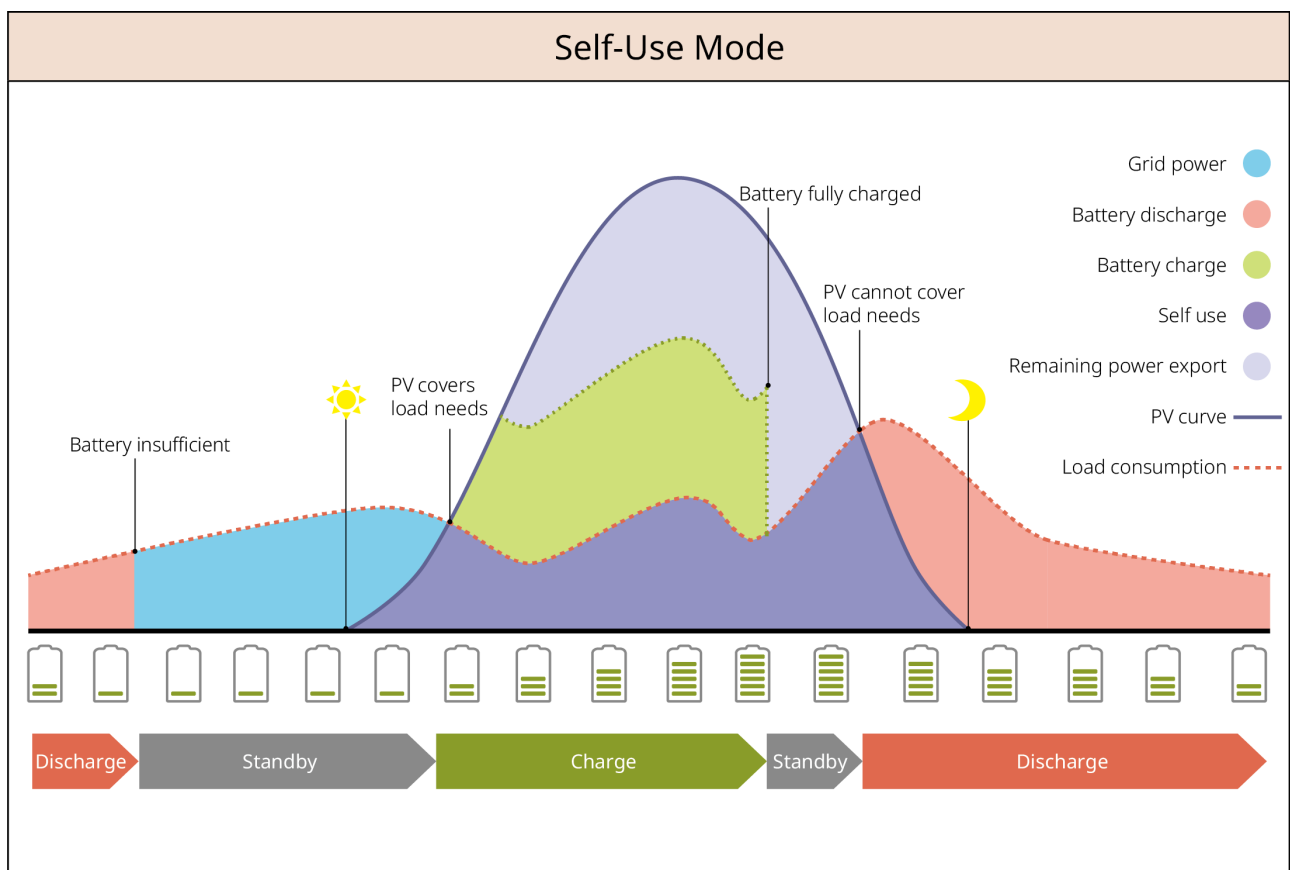 Self-Use Mode
Grid power
Battery fully charged
Battery discharge
Battery charge
PV cannot cover
load needs
Self use
Remaining power export
PV covers
load needs
PV curve
Battery insufficient
Load consumption
Discharge
Standby
Charge
Standby
Discharge